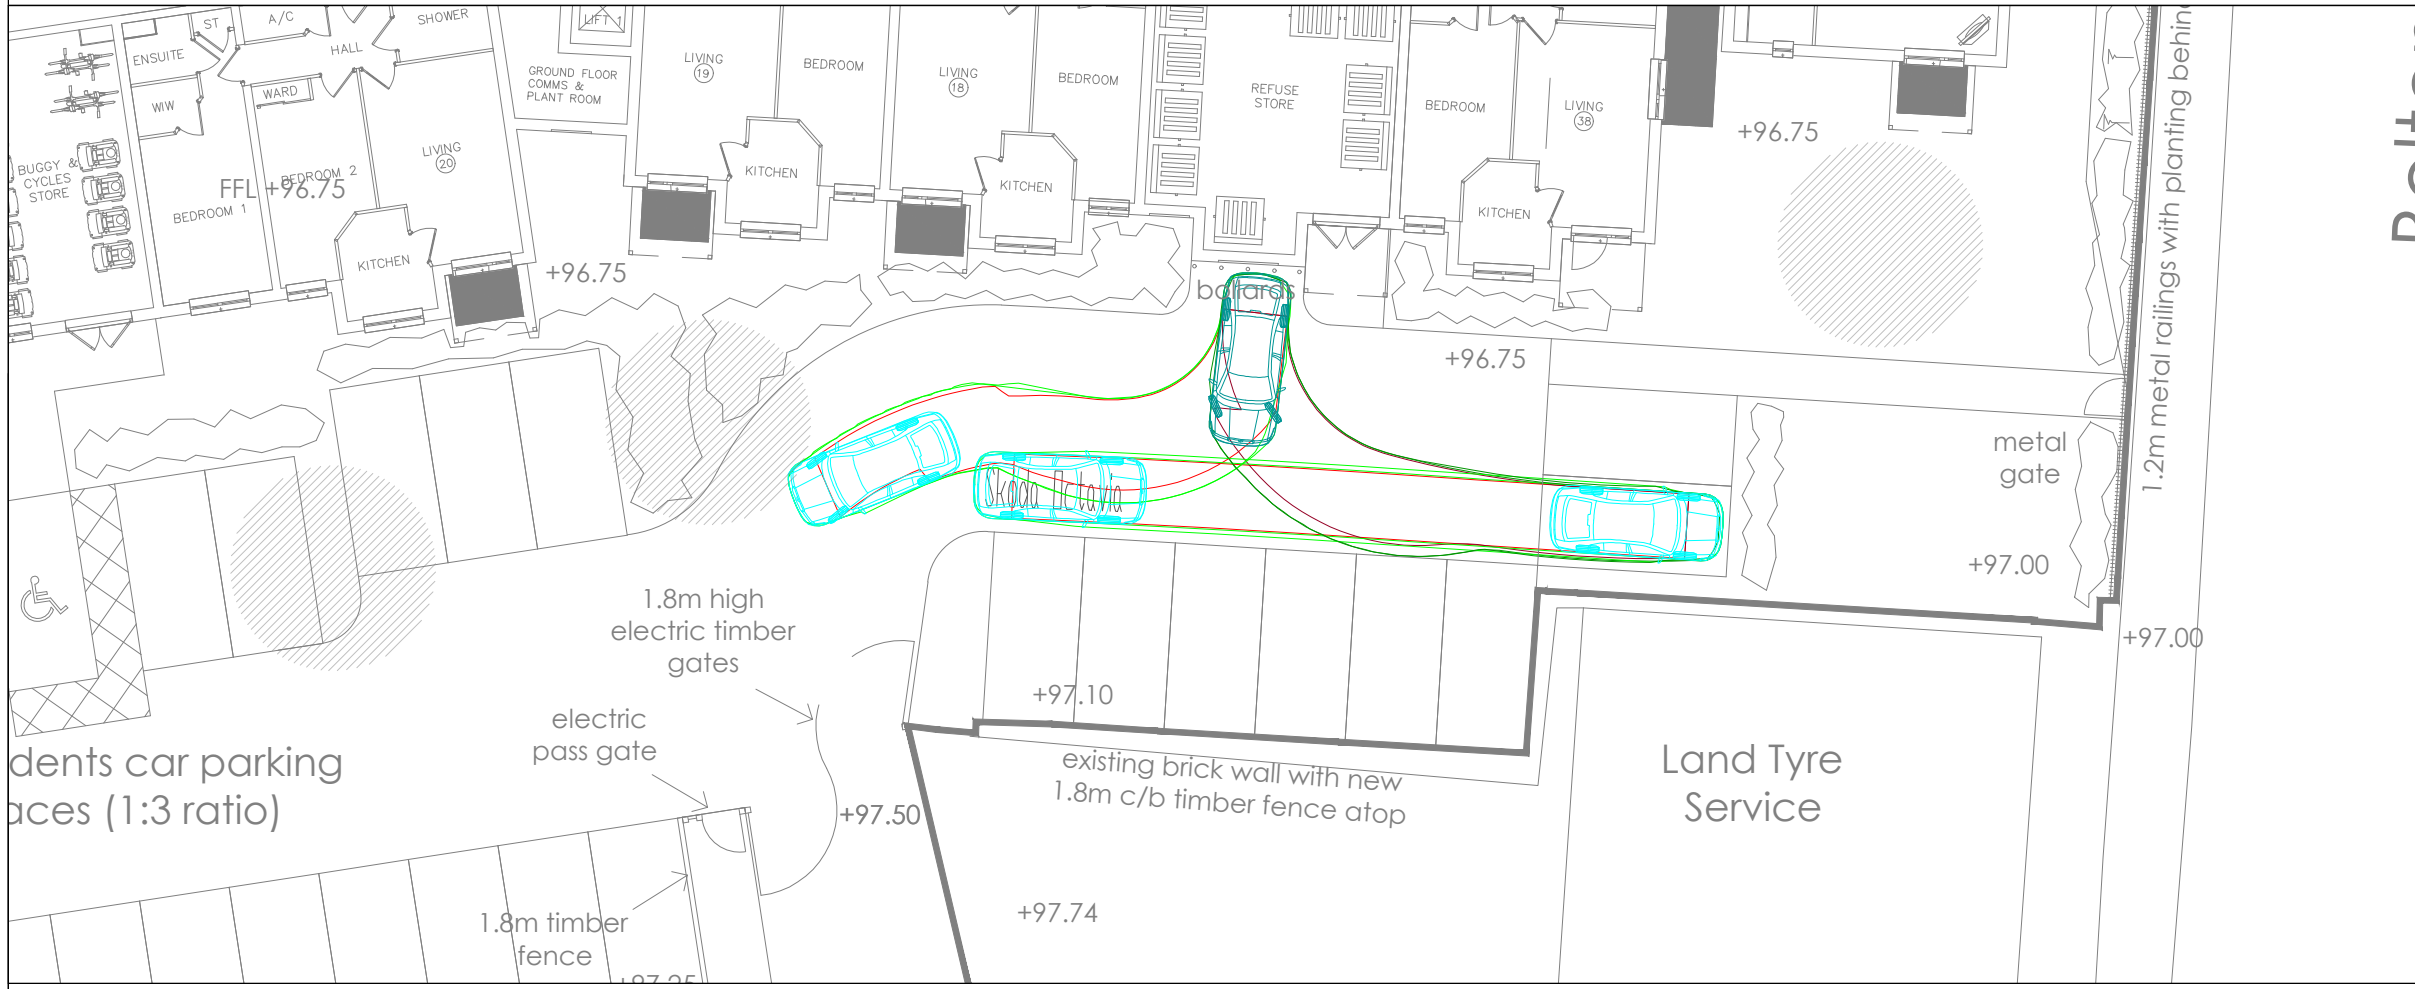 ST
A/C
SHOWER
LIFT 1
ENSUITE
HALL
WIW
WARD
GROUND FLOOR
COMMS &
PLANT ROOM
LIVING
19
BEDROOM
LIVING
18
BEDROOM
REFUSE
STORE
BEDROOM
LIVING
38
+96.75
BUGGY &
CYCLES
STORE
FFL +96.75
BEDROOM 2
BEDROOM 1
LIVING
20
KITCHEN
KITCHEN
KITCHEN
KITCHEN
+96.75
bollards
+96.75
1.2m metal railings with planting behind
metal
gate
Skoda Octavia
+97.00
+97.00
1.8m high
electric timber
gates
+97.10
electric
pass gate
dents car parking
aces (1:3 ratio)
existing brick wall with new
1.8m c/b timber fence atop
Land Tyre
Service
+97.50
1.8m timber
fence
+97.74
+97.25